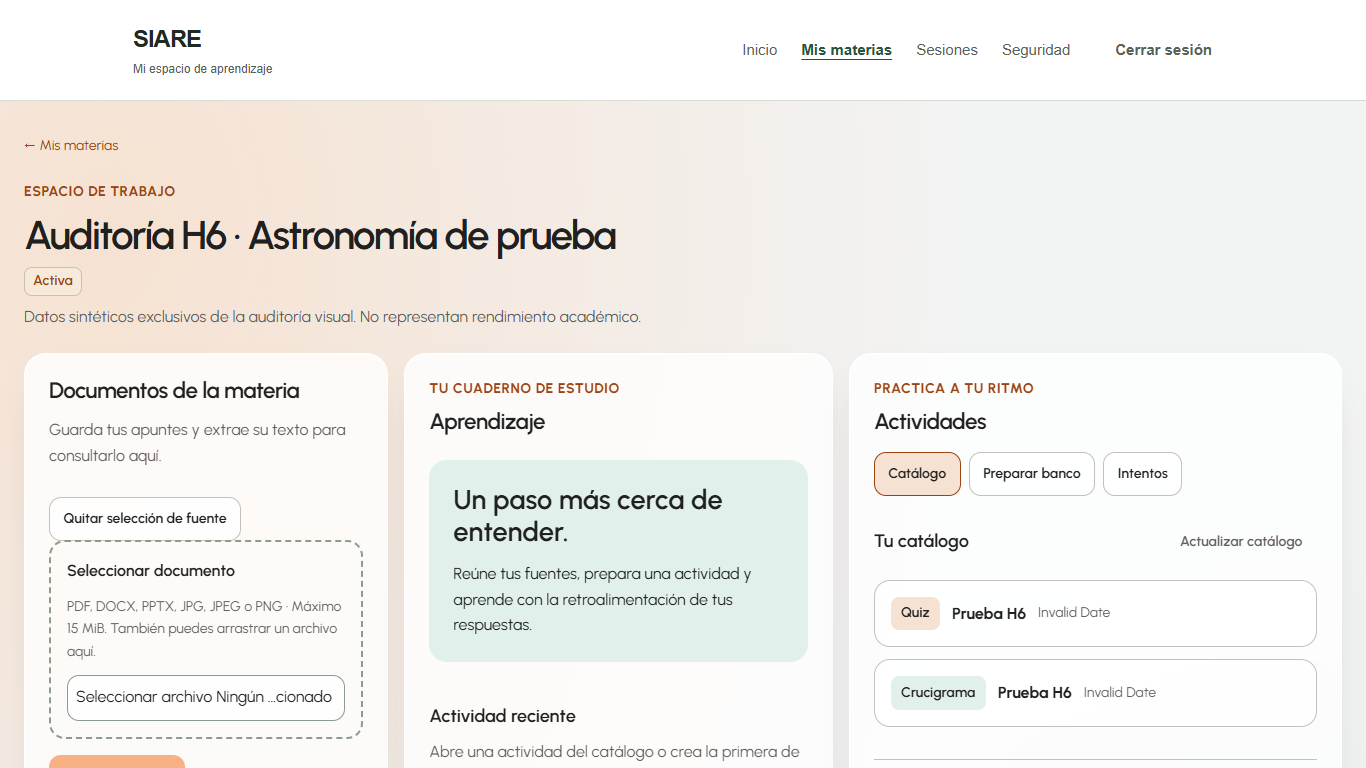 SIARE
Mi espacio de aprendizaje
Inicio
Mis materias
Sesiones
Seguridad
Cerrar sesión
← Mis materias
ESPACIO DE TRABAJO
Auditoría H6 · Astronomía de prueba
Activa
Datos sintéticos exclusivos de la auditoría visual. No representan rendimiento académico.
Documentos de la materia
Guarda tus apuntes y extrae su texto para
consultarlo aquí.
Quitar selección de fuente
Seleccionar documento
PDF, DOCX, PPTX, JPG, JPEG o PNG · Máximo
15 MiB. También puedes arrastrar un archivo
aquí.
Seleccionar archivo Ningún ...cionado
TU CUADERNO DE ESTUDIO
Aprendizaje
Un paso más cerca de
entender.
Reúne tus fuentes, prepara una actividad y
aprende con la retroalimentación de tus
respuestas.
Actividad reciente
Abre una actividad del catálogo o crea la primera de
PRACTICA A TU RITMO
Actividades
Catálogo
Preparar banco
Intentos
Tu catálogo
Actualizar catálogo
Quiz Prueba H6 Invalid Date
Crucigrama Prueba H6 Invalid Date